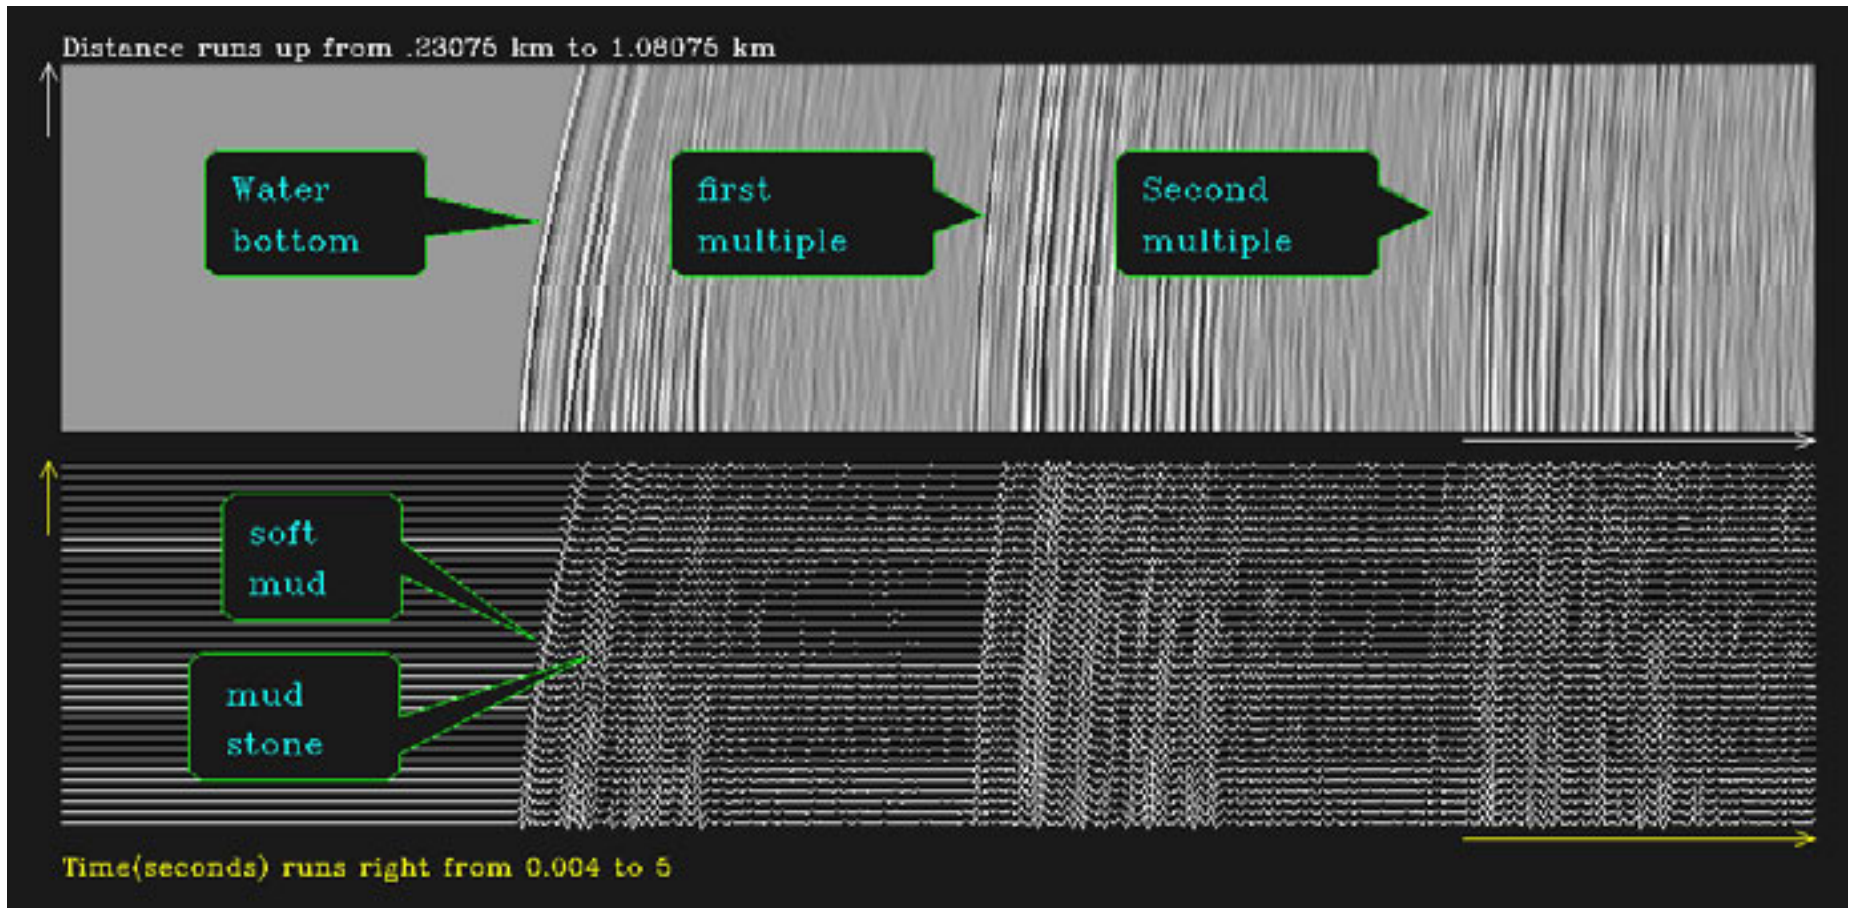 Distance runs up from .23075 km to 1.08075 km
Water
bottom
first
multiple
Second
multiple
soft
mud
mud
stone
Time(seconds) runs right from 0.004 to 5